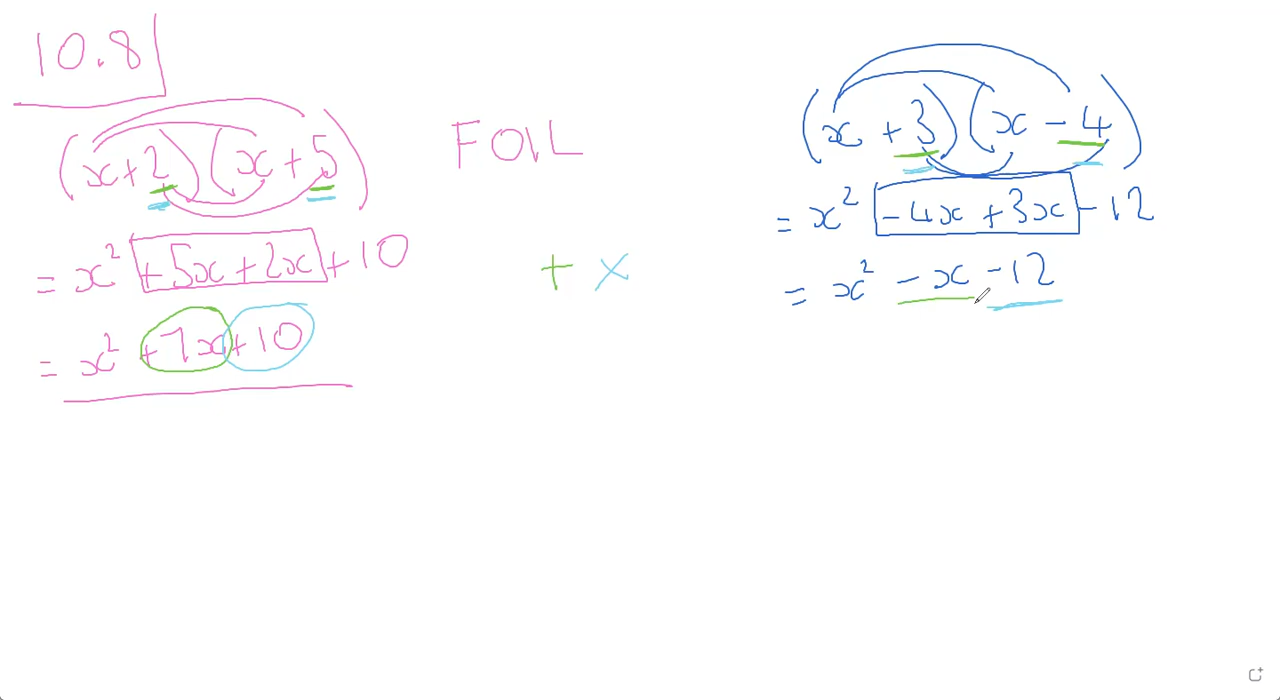 10.8
(x+2)(x+5)
= x² +5x+2x +10
= x² +7x+10
FOIL
+ x
(x +3)(x -4)
= x² -4x +3x -12
= x² -x -12